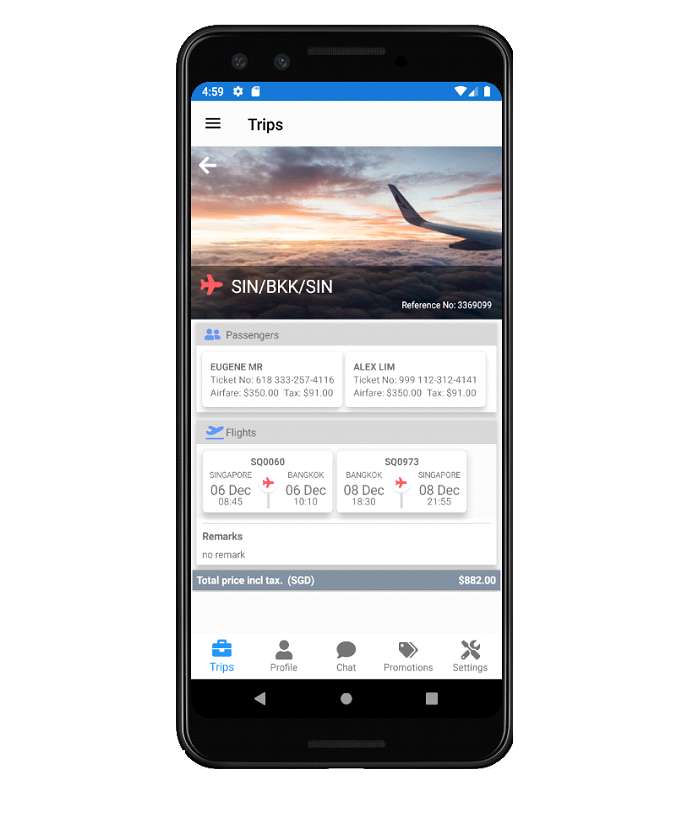 4:59
Trips
SIN/BKK/SIN
Reference No: 3369099
Passengers
EUGENE MR
Ticket No: 618 333-257-4116
Airfare: $350.00 Tax: $91.00
ALEX LIM
Ticket No: 999 112-312-4141
Airfare: $350.00 Tax: $91.00
Flights
SQ0060
SINGAPORE BANGKOK
06 Dec 06 Dec
08:45 10:10
SQ0973
BANGKOK SINGAPORE
08 Dec 08 Dec
18:30 21:55
Remarks
no remark
Total price incl tax. (SGD) $882.00
Trips Profile Chat Promotions Settings